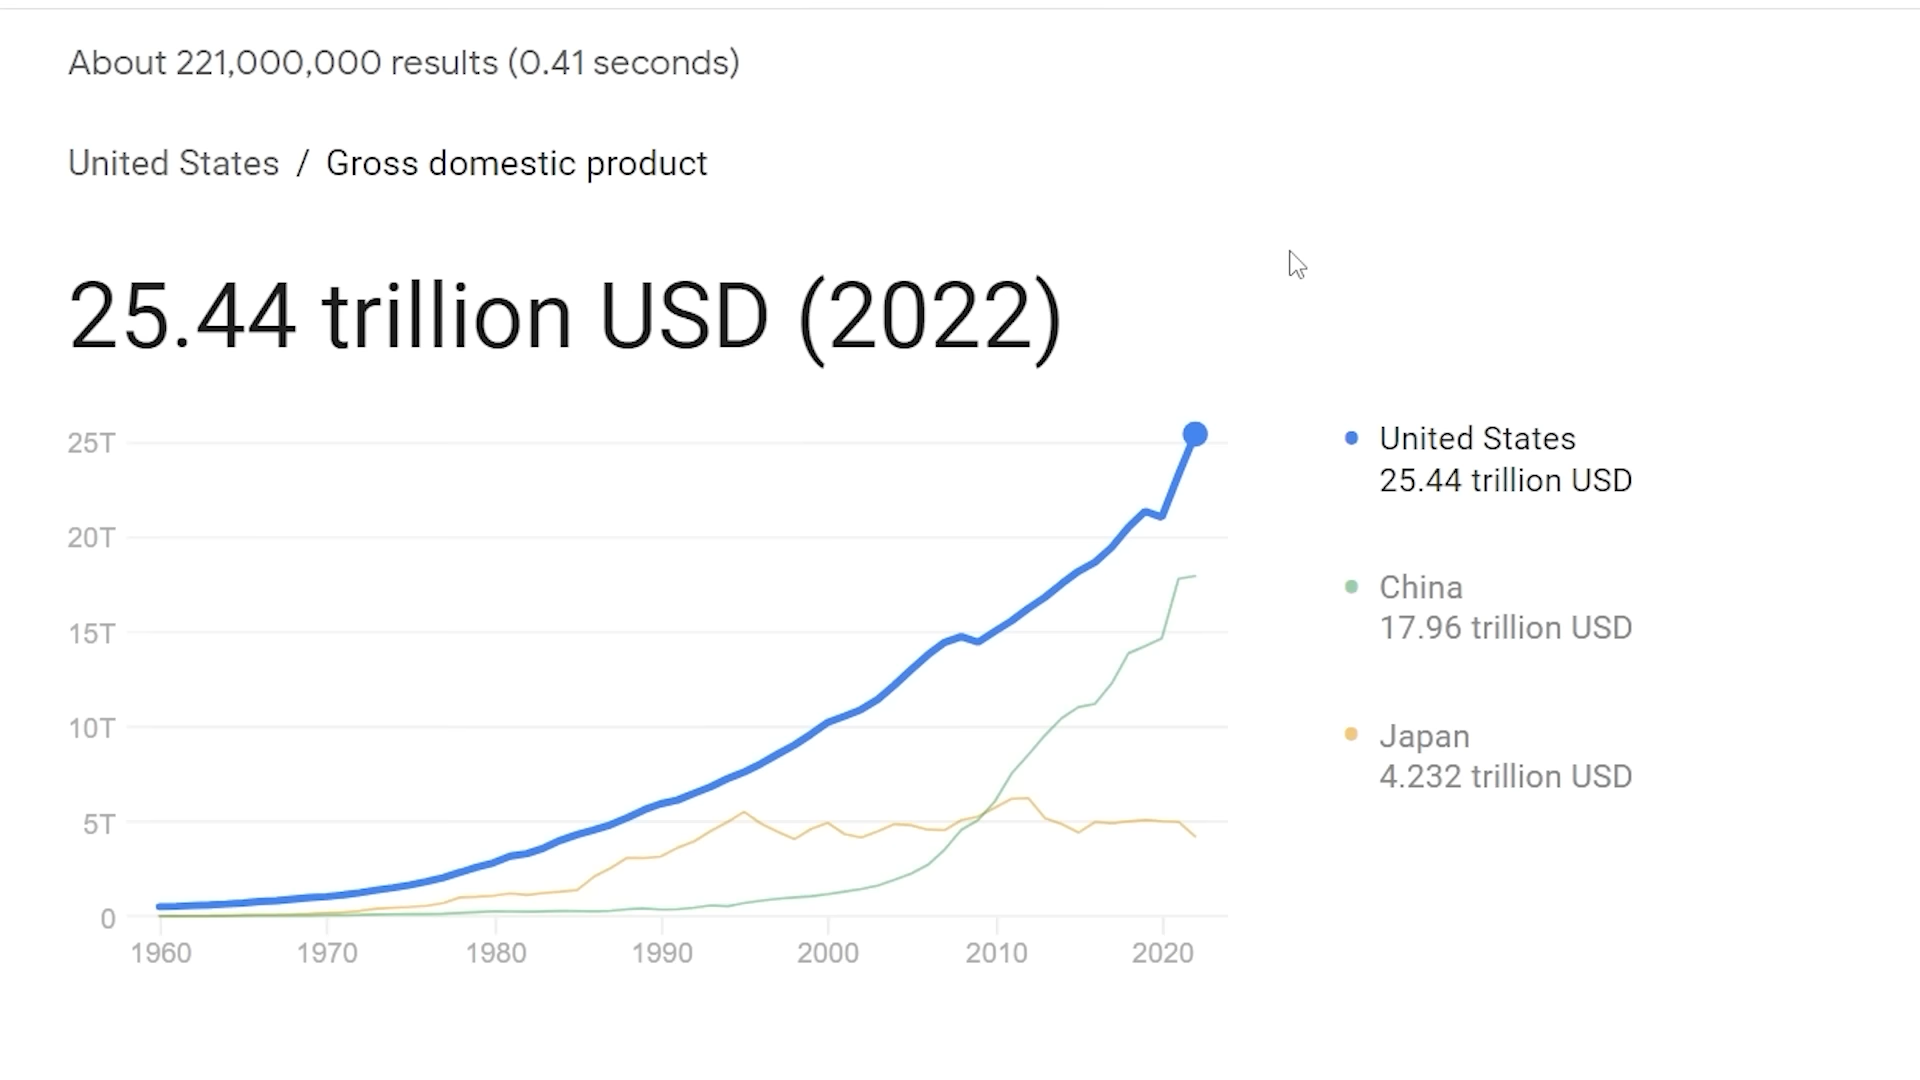 About 221,000,000 results (0.41 seconds)
United States / Gross domestic product
25.44 trillion USD (2022)
25T
20T
15T
10T
5T
0
1960 1970 1980 1990 2000 2010 2020
United States
25.44 trillion USD
China
17.96 trillion USD
Japan
4.232 trillion USD